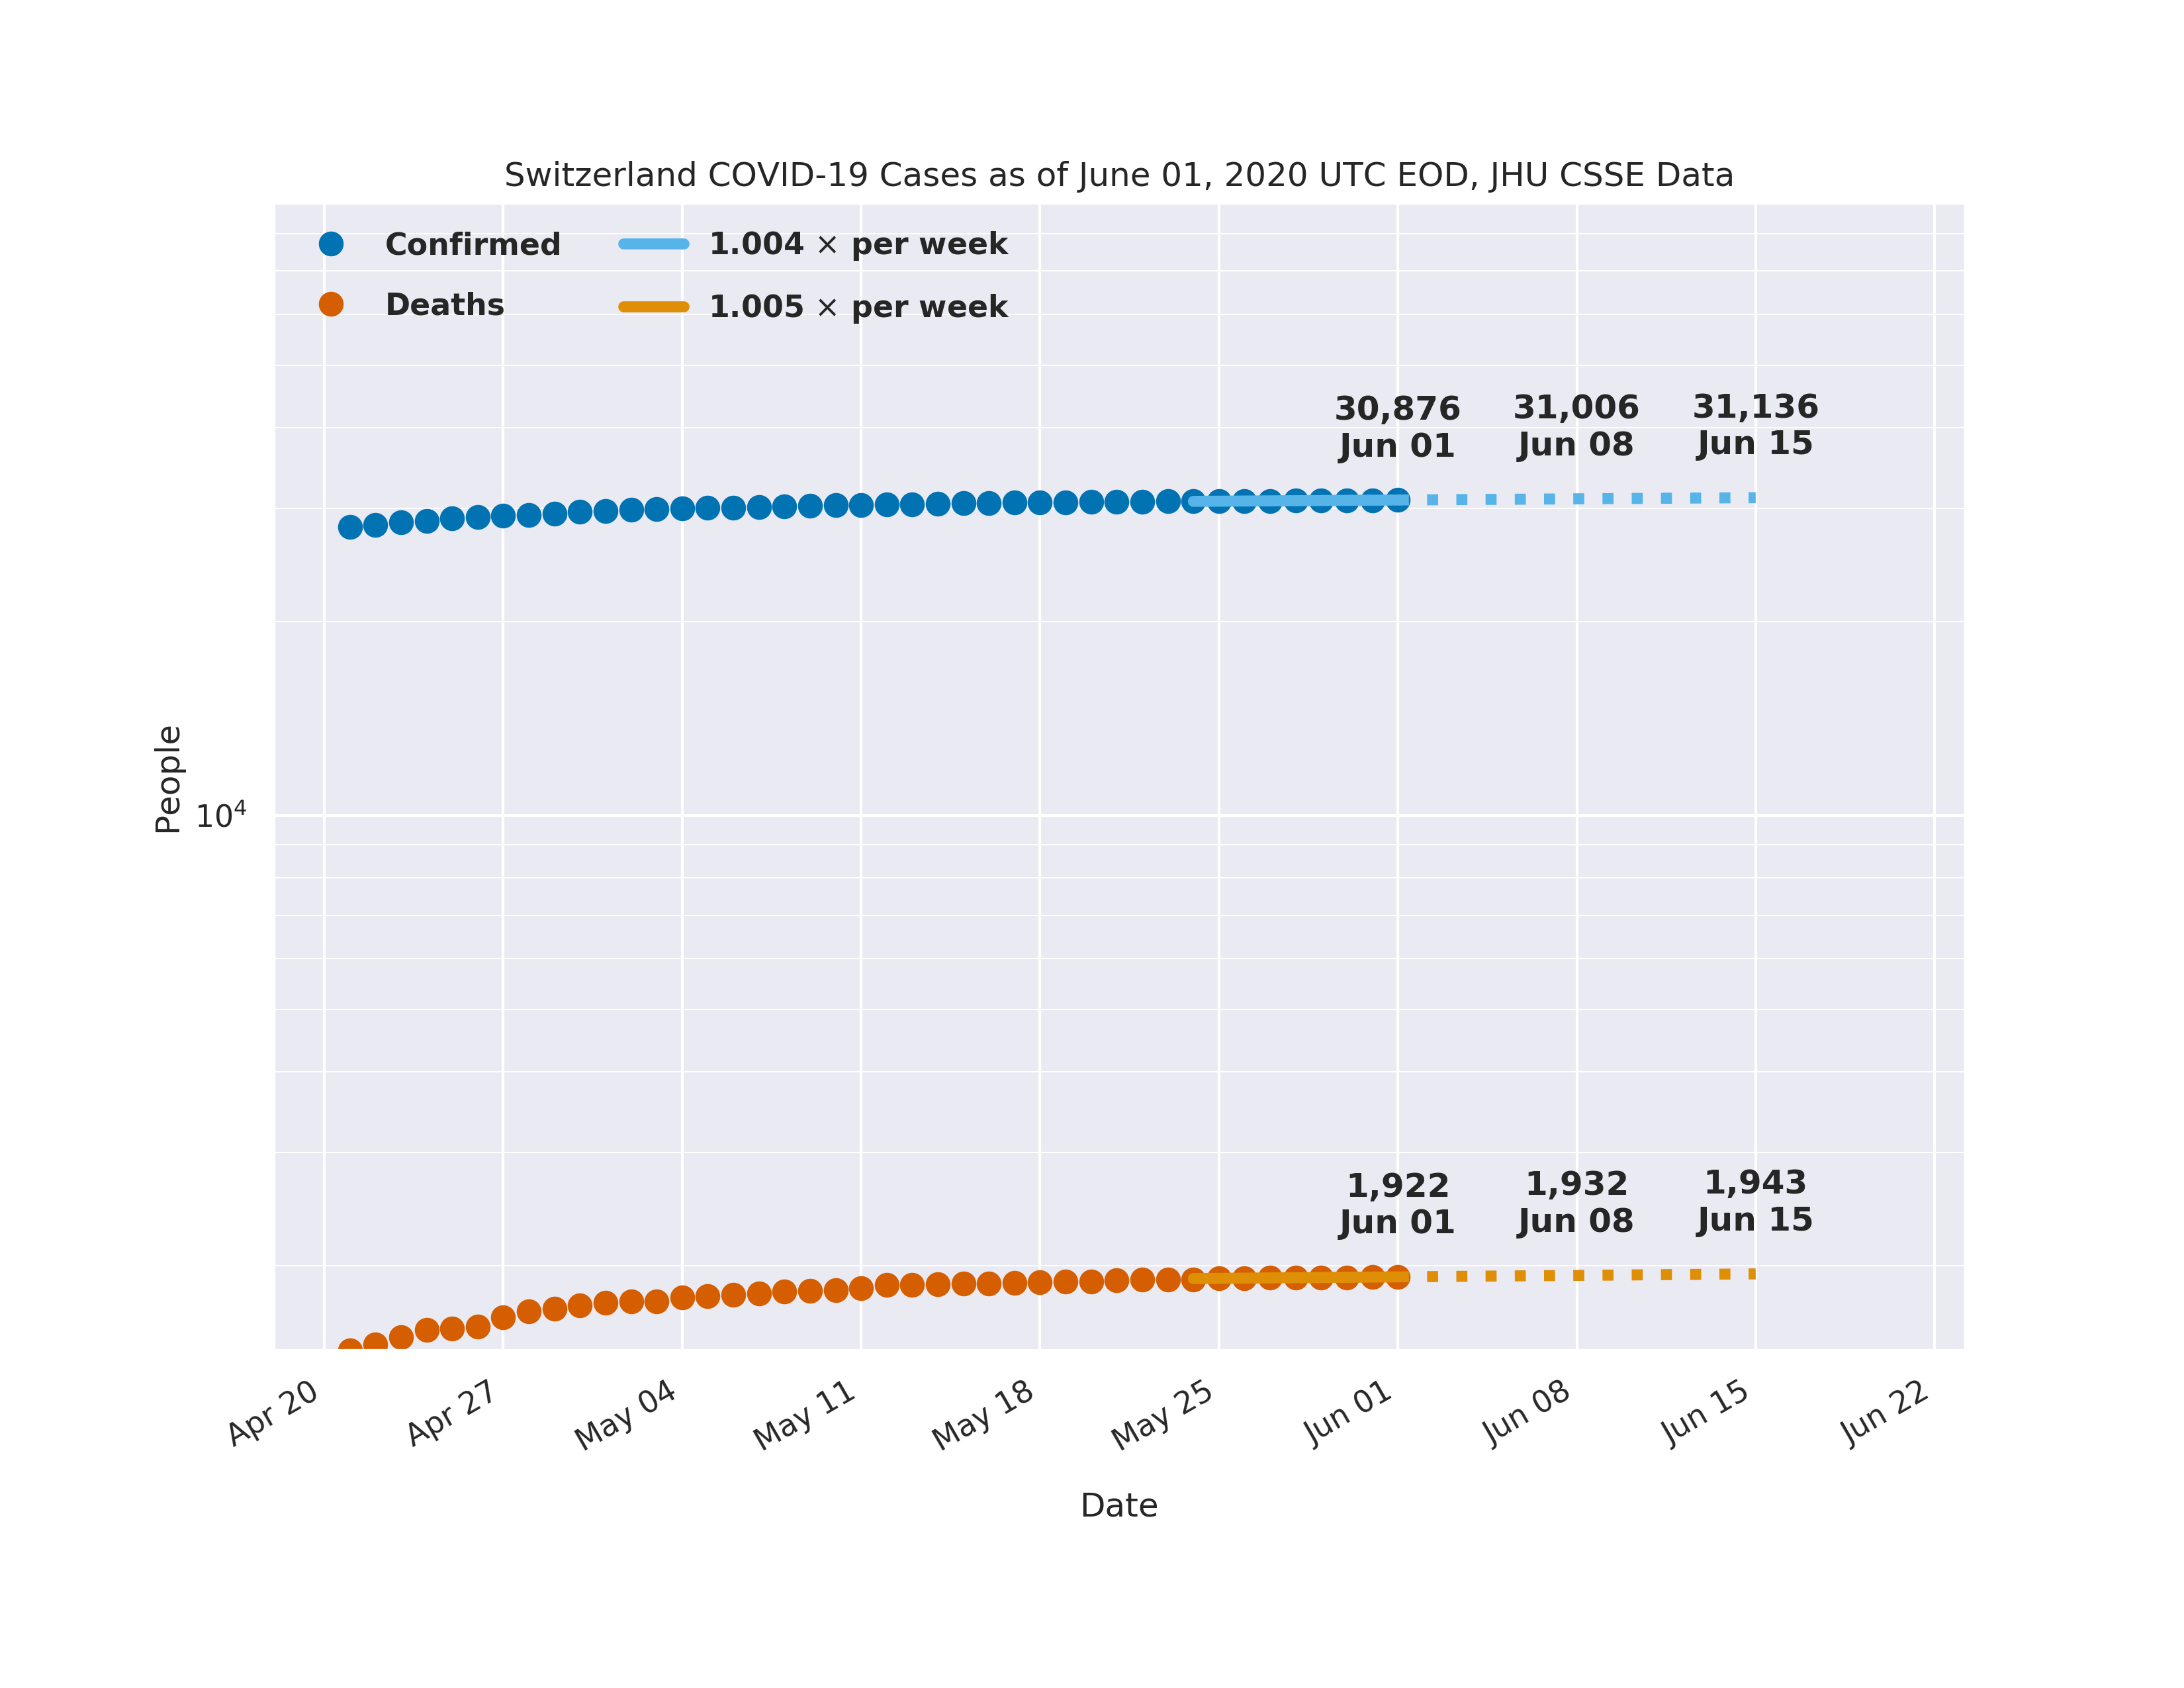 Switzerland COVID-19 Cases as of June 01, 2020 UTC EOD, JHU CSSE Data
Confirmed
Deaths
1.004 × per week
1.005 × per week
30,876
Jun 01
31,006
Jun 08
31,136
Jun 15
People
10⁴
1,922
Jun 01
1,932
Jun 08
1,943
Jun 15
Apr 20
Apr 27
May 04
May 11
May 18
May 25
Jun 01
Jun 08
Jun 15
Jun 22
Date